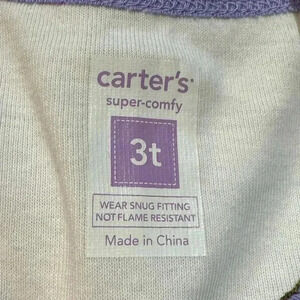 carter's
super-comfy
3t
WEAR SNUG FITTING
NOT FLAME RESISTANT
Made in China